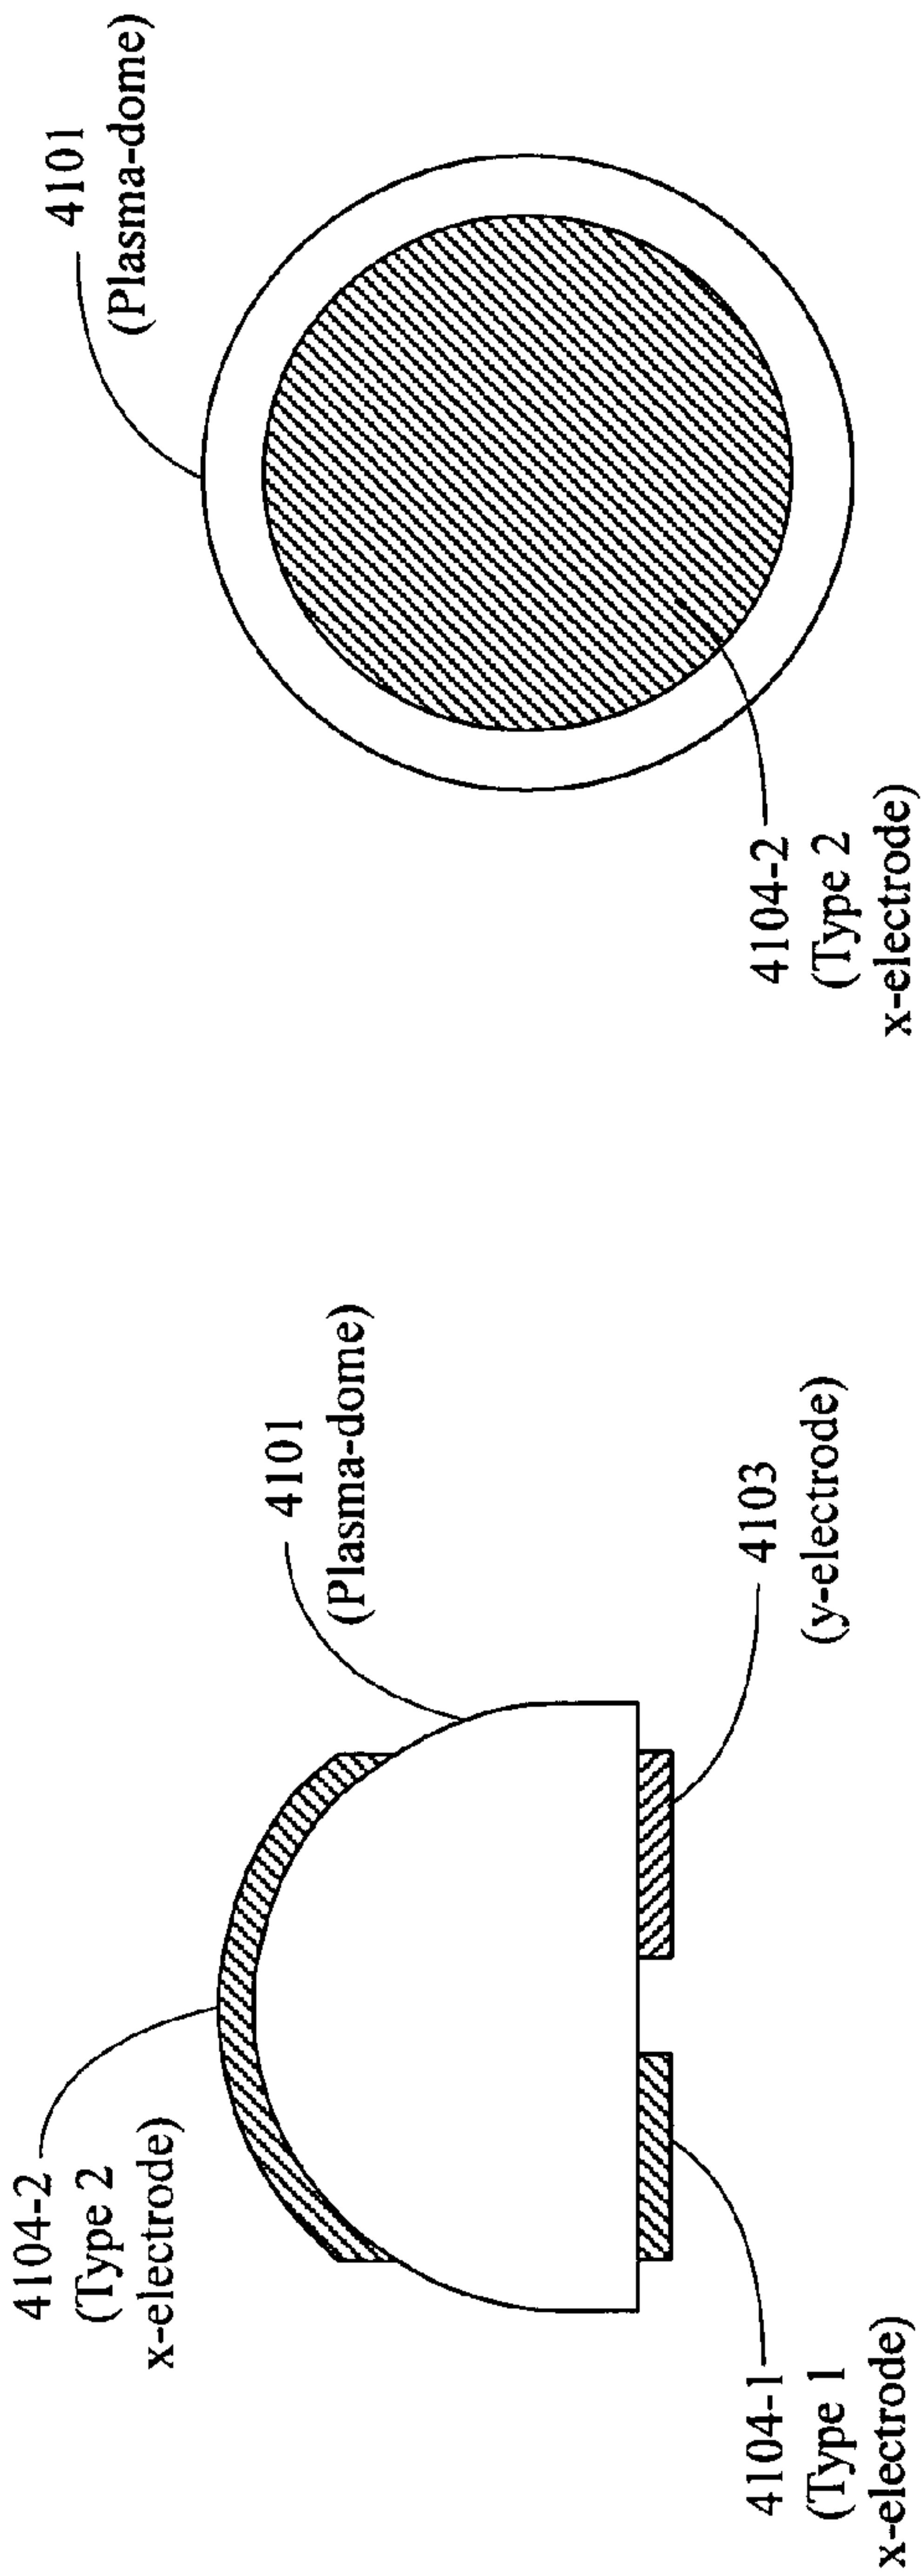 4104-2
(Type 2
x-electrode)
4101
(Plasma-dome)
4104-1
(Type 1
x-electrode)
4103
(y-electrode)
4101
(Plasma-dome)
4104-2
(Type 2
x-electrode)